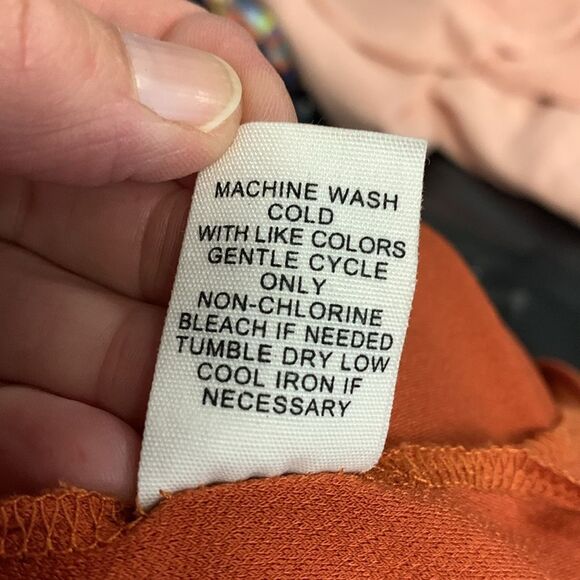 MACHINE WASH
COLD
WITH LIKE COLORS
GENTLE CYCLE
ONLY
NON-CHLORINE
BLEACH IF NEEDED
TUMBLE DRY LOW
COOL IRON IF
NECESSARY